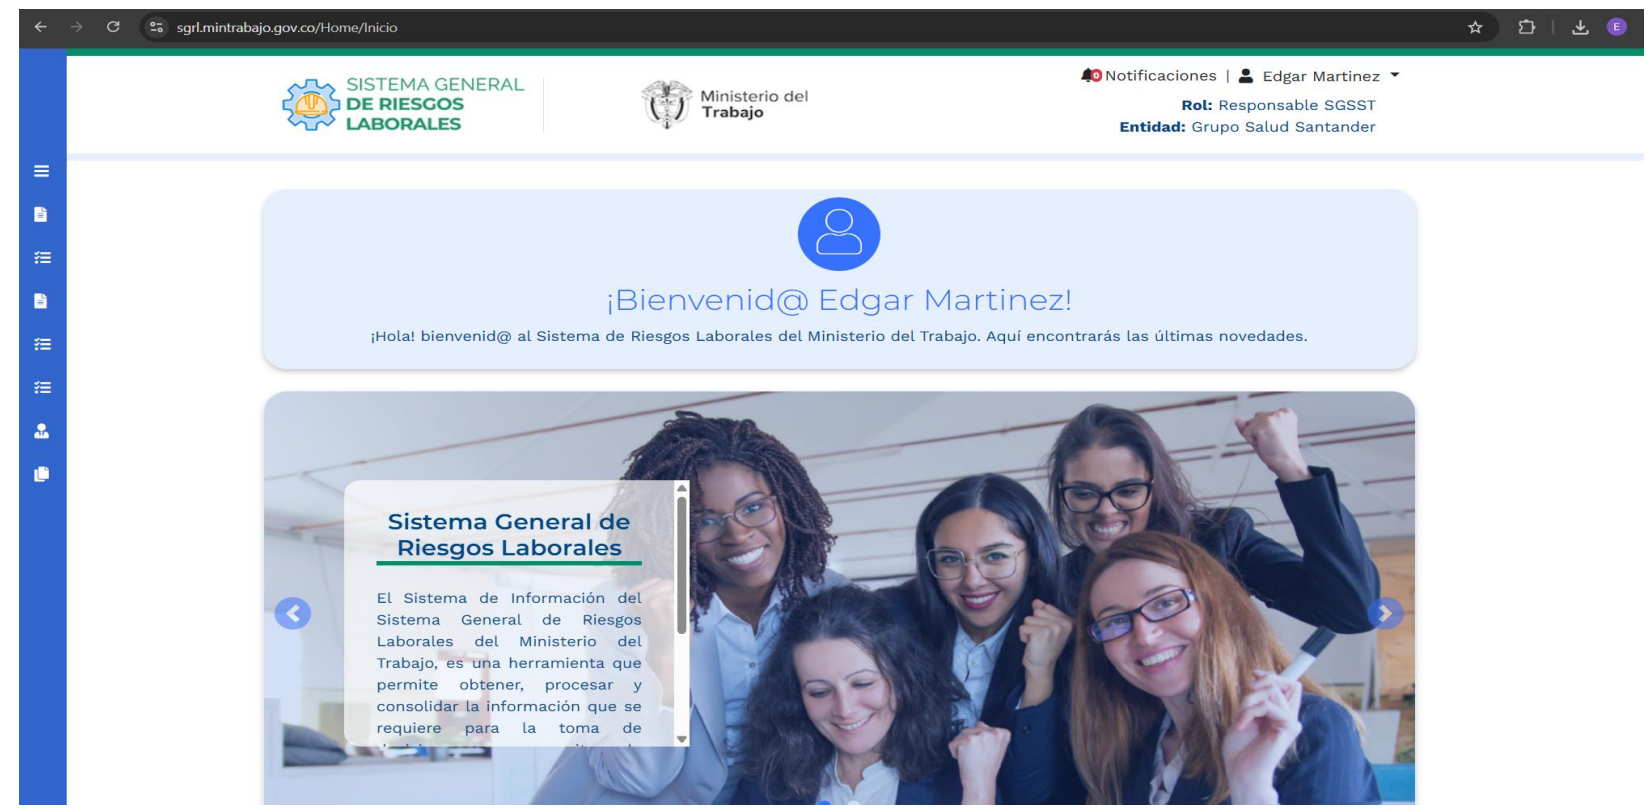 sgrl.mintrabajo.gov.co/Home/Inicio
E
SISTEMA GENERAL
DE RIESGOS
LABORALES
Ministerio del
Trabajo
0 Notificaciones | Edgar Martinez
Rol: Responsable SGSST
Entidad: Grupo Salud Santander
¡Bienvenid@ Edgar Martinez!
¡Hola! bienvenid@ al Sistema de Riesgos Laborales del Ministerio del Trabajo. Aquí encontrarás las últimas novedades.
Sistema General de
Riesgos Laborales
El Sistema de Información del
Sistema General de Riesgos
Laborales del Ministerio del
Trabajo, es una herramienta que
permite obtener, procesar y
consolidar la información que se
requiere para la toma de